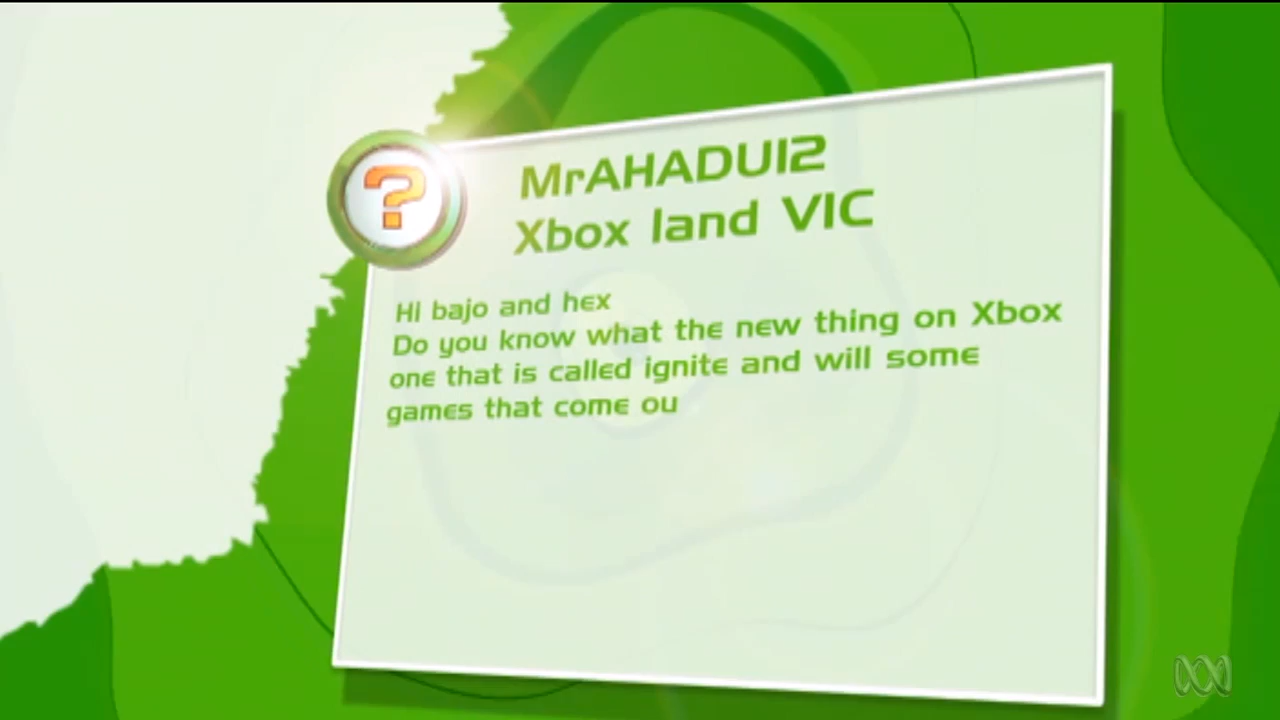 MrAHADU12
Xbox land VIC
Hi bajo and hex
Do you know what the new thing on Xbox
one that is called ignite and will some
games that come ou